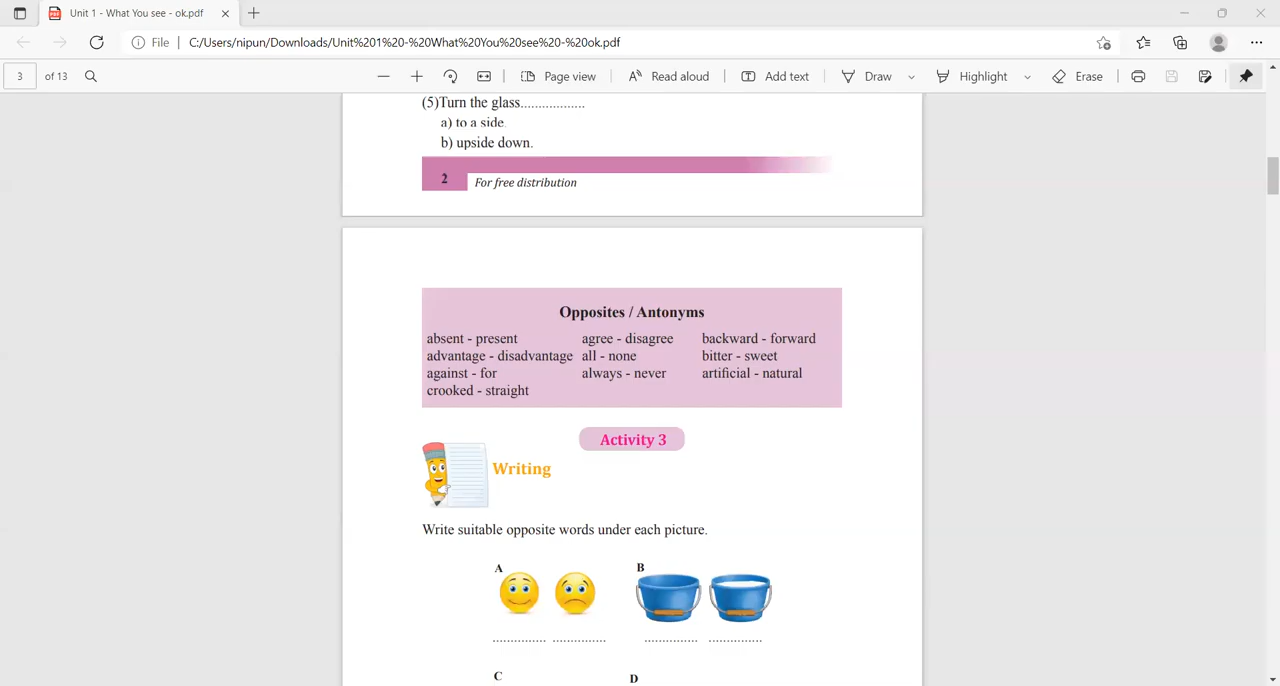 Unit 1 - What You see - ok.pdf
File C:/Users/nipun/Downloads/Unit%201%20-%20What%20You%20see%20-%20ok.pdf
3 of 13 Page view Read aloud Add text Draw Highlight Erase
(5)Turn the glass..................
a) to a side.
b) upside down.
2 For free distribution
Opposites / Antonyms
absent - present agree - disagree backward - forward
advantage - disadvantage all - none bitter - sweet
against - for always - never artificial - natural
crooked - straight
Activity 3
Writing
Write suitable opposite words under each picture.
A B
............... ............... ............... ...............
C D